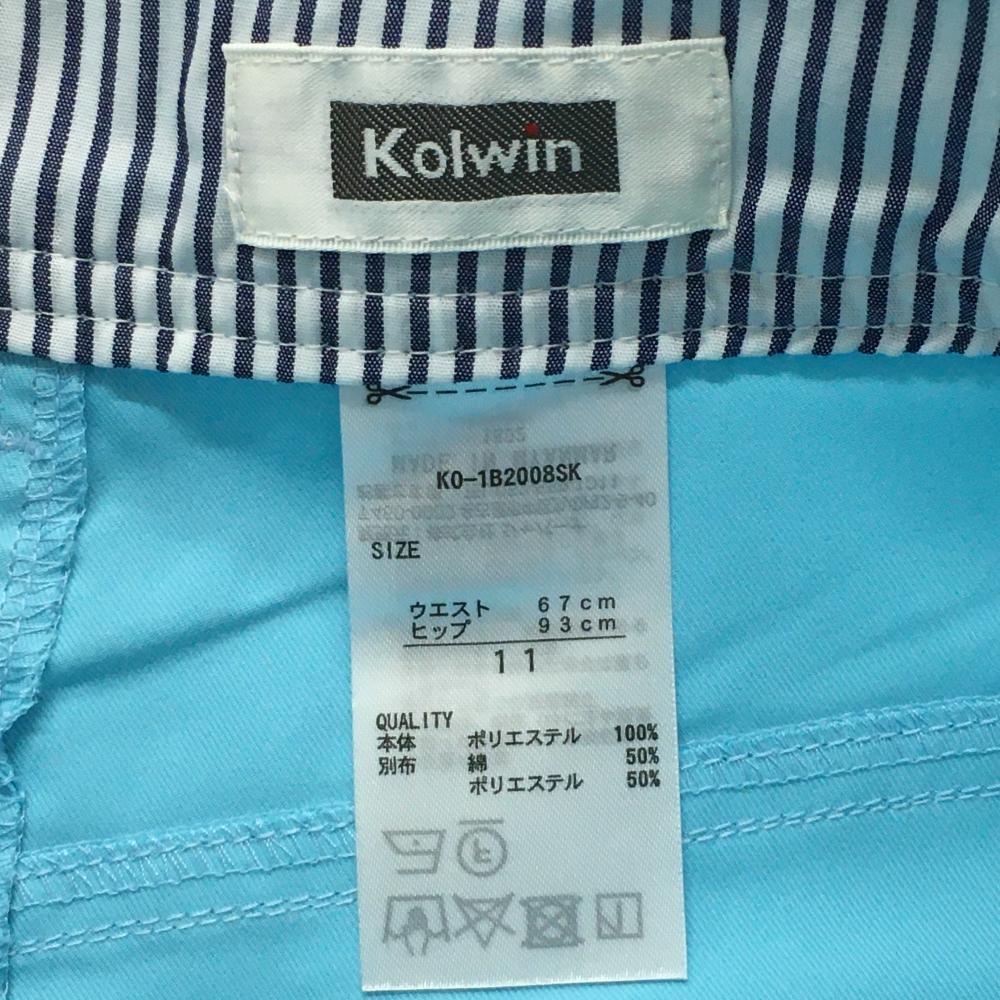 Kolwin
KO-1B2008SK
SIZE
ウエスト 67cm
ヒップ 93cm
11
QUALITY
本体 ポリエステル 100%
別布 綿 50%
ポリエステル 50%